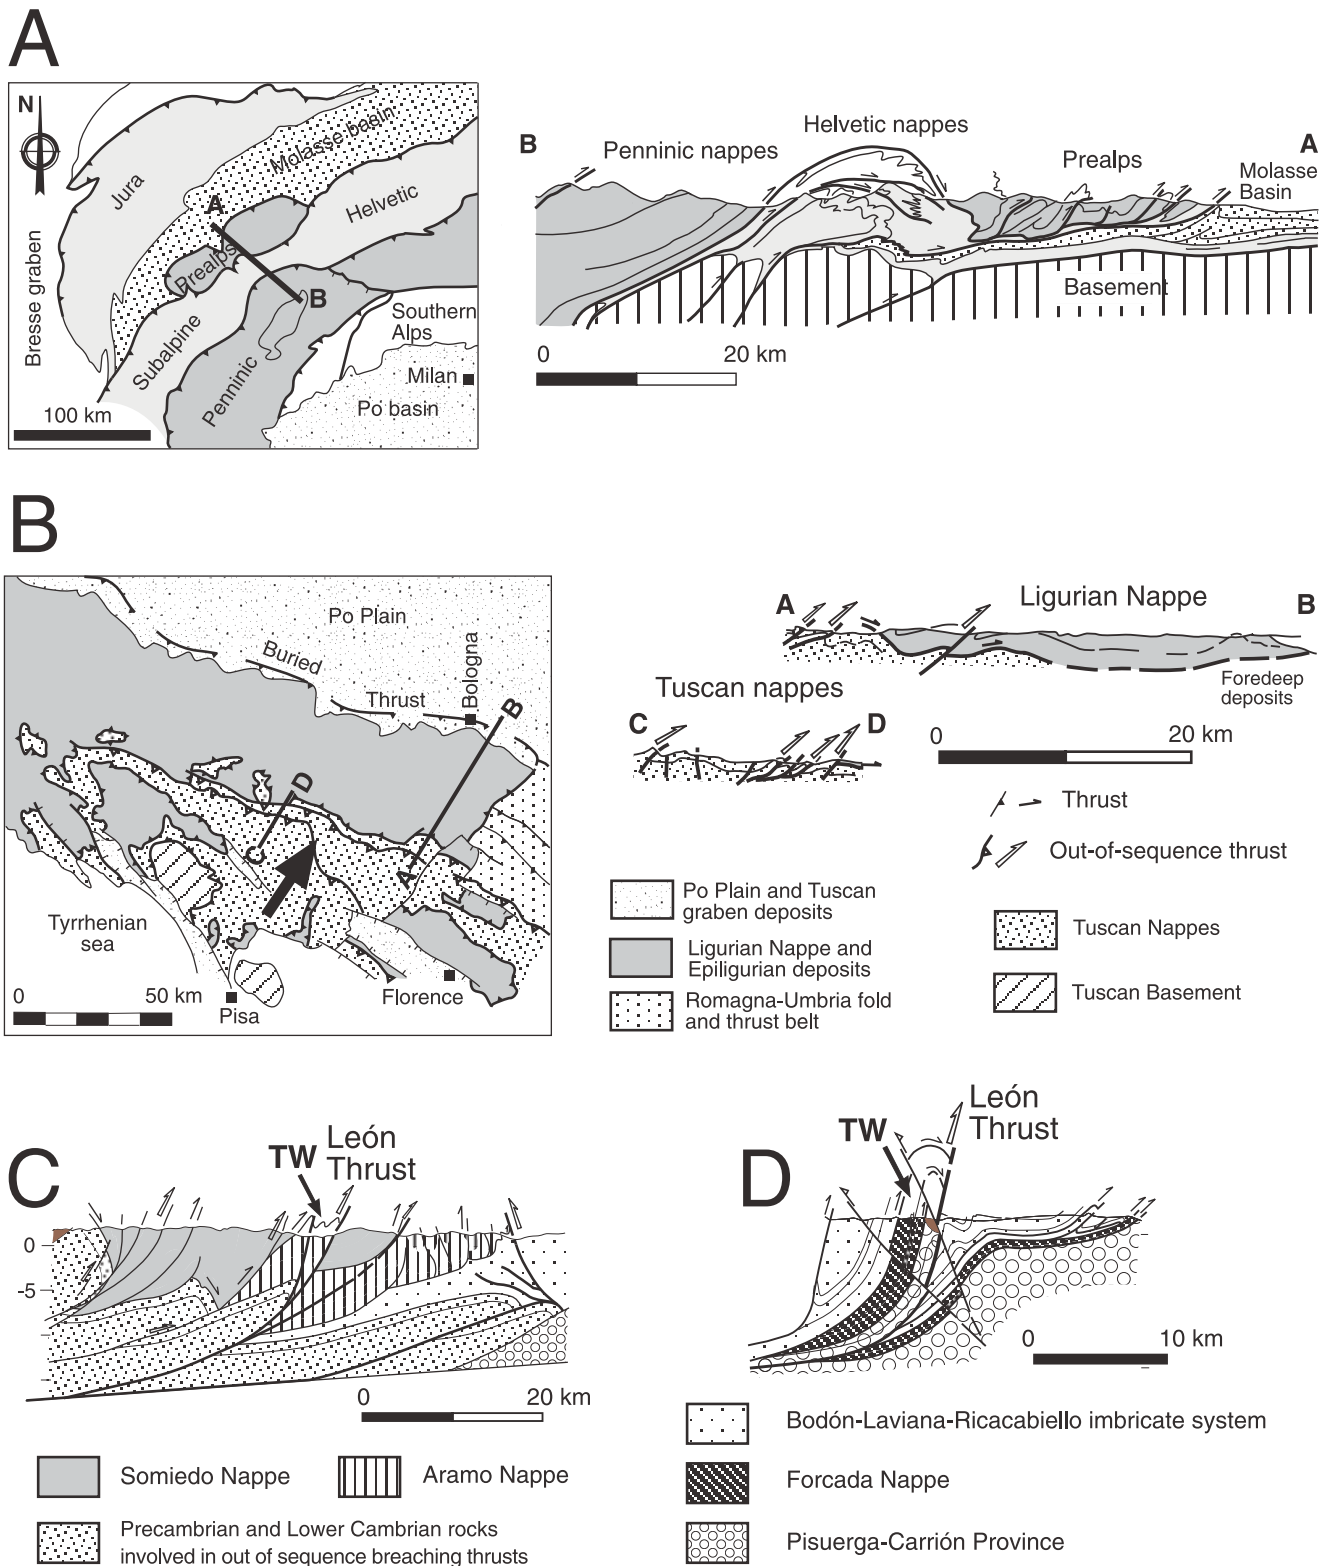 A
N
Jura
Molasse basin
A
Helvetic
Prealps
B
Bresse graben
Subalpine
Penninic
Southern
Alps
Milan
Po basin
100 km
B
Penninic nappes
Helvetic nappes
Prealps
A
Molasse
Basin
Basement
0
20 km
B
Po Plain
Buried
Thrust
Bologna
B
D
C
A
Tyrrhenian
sea
0
50 km
Pisa
Florence
A
Ligurian Nappe
B
Foredeep
deposits
Tuscan nappes
C
D
0
20 km
Thrust
Out-of-sequence thrust
Po Plain and Tuscan
graben deposits
Ligurian Nappe and
Epiligurian deposits
Romagna-Umbria fold
and thrust belt
Tuscan Nappes
Tuscan Basement
C
TW
León
Thrust
0
-5
0
20 km
Somiedo Nappe
Aramo Nappe
Precambrian and Lower Cambrian rocks
involved in out of sequence breaching thrusts
D
TW
León
Thrust
0
10 km
Bodón-Laviana-Ricacabiello imbricate system
Forcada Nappe
Pisuerga-Carrión Province